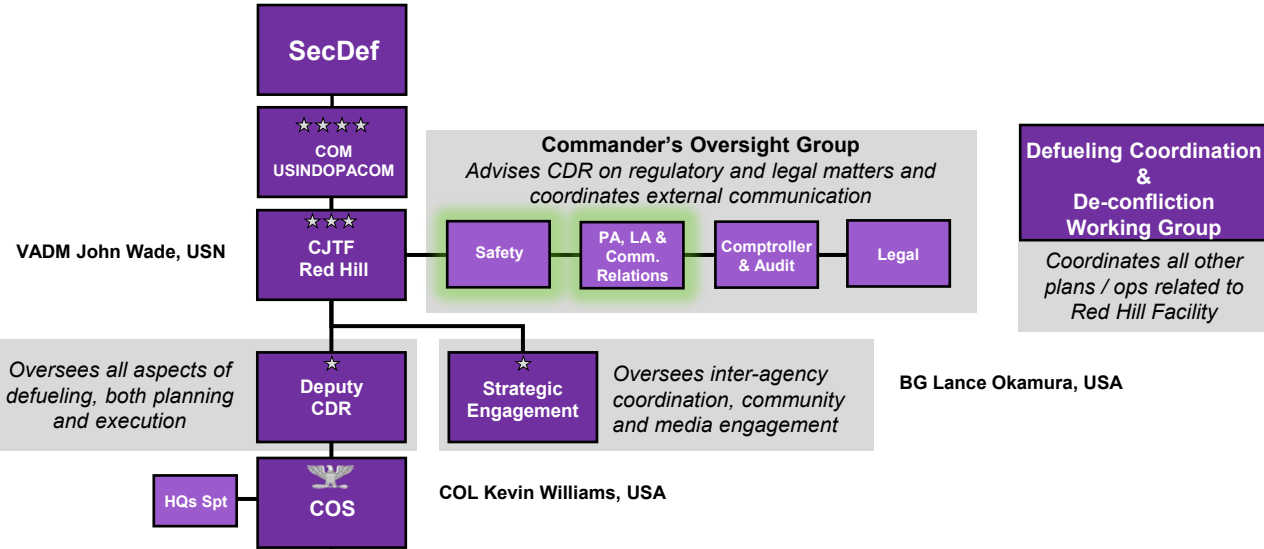 SecDef
COM
USINDOPACOM
Commander's Oversight Group
Advises CDR on regulatory and legal matters and
coordinates external communication
VADM John Wade, USN
CJTF
Red Hill
Safety
PA, LA &
Comm.
Relations
Comptroller
& Audit
Legal
Defueling Coordination
&
De-confliction
Working Group
Coordinates all other
plans / ops related to
Red Hill Facility
Oversees all aspects of
defueling, both planning
and execution
Deputy
CDR
Strategic
Engagement
Oversees inter-agency
coordination, community
and media engagement
BG Lance Okamura, USA
HQs Spt
COS
COL Kevin Williams, USA